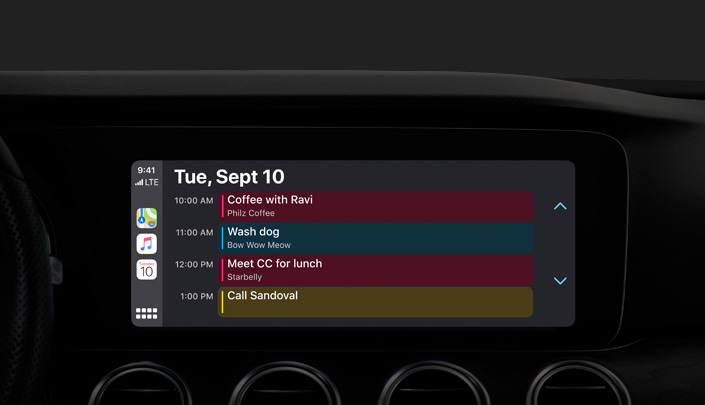 9:41
LTE
Tuesday
10
Tue, Sept 10
10:00 AM
Coffee with Ravi
Philz Coffee
11:00 AM
Wash dog
Bow Wow Meow
12:00 PM
Meet CC for lunch
Starbelly
1:00 PM
Call Sandoval